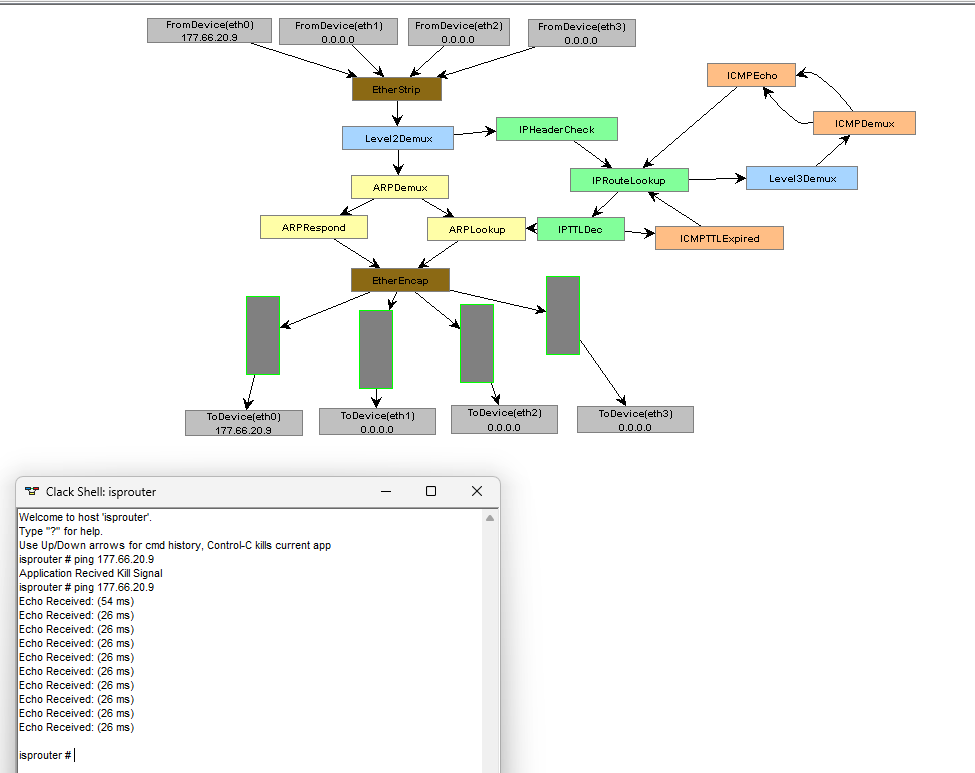 FromDevice(eth0)
177.66.20.9
FromDevice(eth1)
0.0.0.0
FromDevice(eth2)
0.0.0.0
FromDevice(eth3)
0.0.0.0
EtherStrip
ICMPEcho
ICMPDemux
Level2Demux
IPHeaderCheck
ARPDemux
IPRouteLookup
Level3Demux
ARPRespond
ARPLookup
IPTTLDec
ICMPTTLExpired
EtherEncap
ToDevice(eth0)
177.66.20.9
ToDevice(eth1)
0.0.0.0
ToDevice(eth2)
0.0.0.0
ToDevice(eth3)
0.0.0.0
Clack Shell: isprouter
Welcome to host 'isprouter'.
Type "?" for help.
Use Up/Down arrows for cmd history, Control-C kills current app
isprouter # ping 177.66.20.9
Application Recived Kill Signal
isprouter # ping 177.66.20.9
Echo Received: (54 ms)
Echo Received: (26 ms)
Echo Received: (26 ms)
Echo Received: (26 ms)
Echo Received: (26 ms)
Echo Received: (26 ms)
Echo Received: (26 ms)
Echo Received: (26 ms)
Echo Received: (26 ms)
Echo Received: (26 ms)
isprouter #